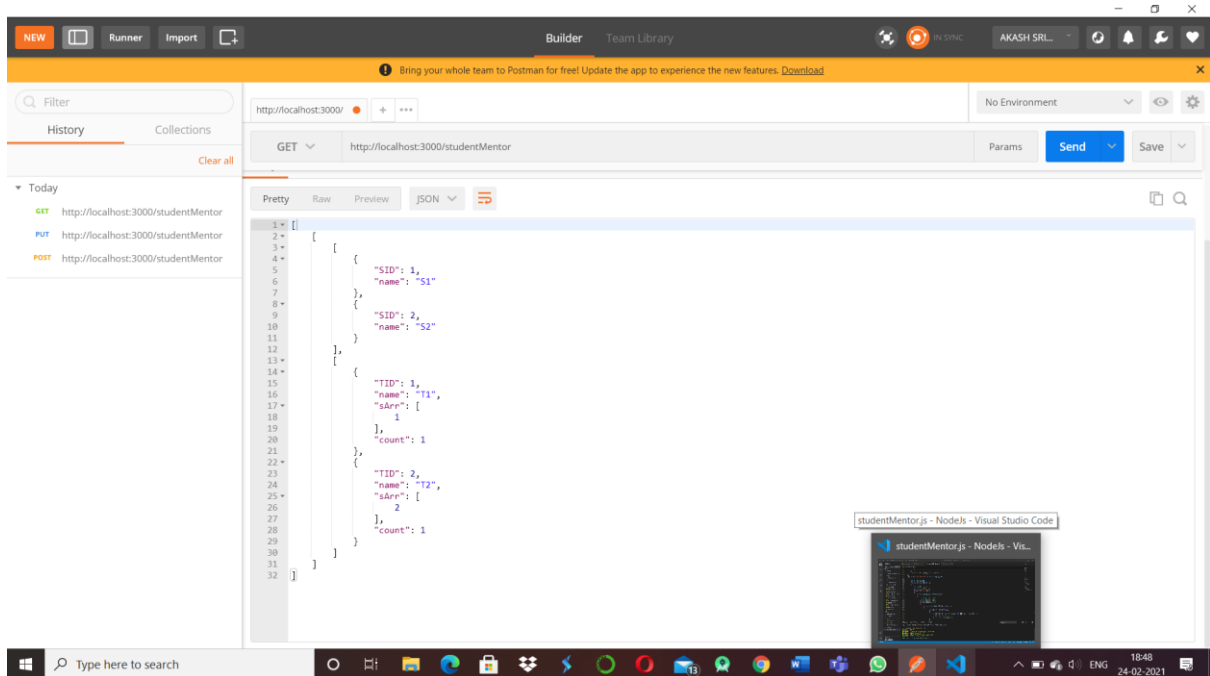 NEW
Runner
Import
Builder
Team Library
IN SYNC
AKASH SRI...
Bring your whole team to Postman for free! Update the app to experience the new features. Download
Filter
History
Collections
Clear all
Today
GET http://localhost:3000/studentMentor
PUT http://localhost:3000/studentMentor
POST http://localhost:3000/studentMentor
http://localhost:3000/
No Environment
GET
http://localhost:3000/studentMentor
Params
Send
Save
Pretty
Raw
Preview
JSON
1 [
2 [
3 [
4 {
5 "SID": 1,
6 "name": "S1"
7 },
8 {
9 "SID": 2,
10 "name": "S2"
11 }
12 ],
13 [
14 {
15 "TID": 1,
16 "name": "T1",
17 "sArr": [
18 1
19 ],
20 "count": 1
21 },
22 {
23 "TID": 2,
24 "name": "T2",
25 "sArr": [
26 2
27 ],
28 "count": 1
29 }
30 ]
31 ]
32 ]
studentMentor.js - NodeJs - Visual Studio Code
studentMentor.js - NodeJs - Vis...
Type here to search
13
ENG
18:48
24-02-2021